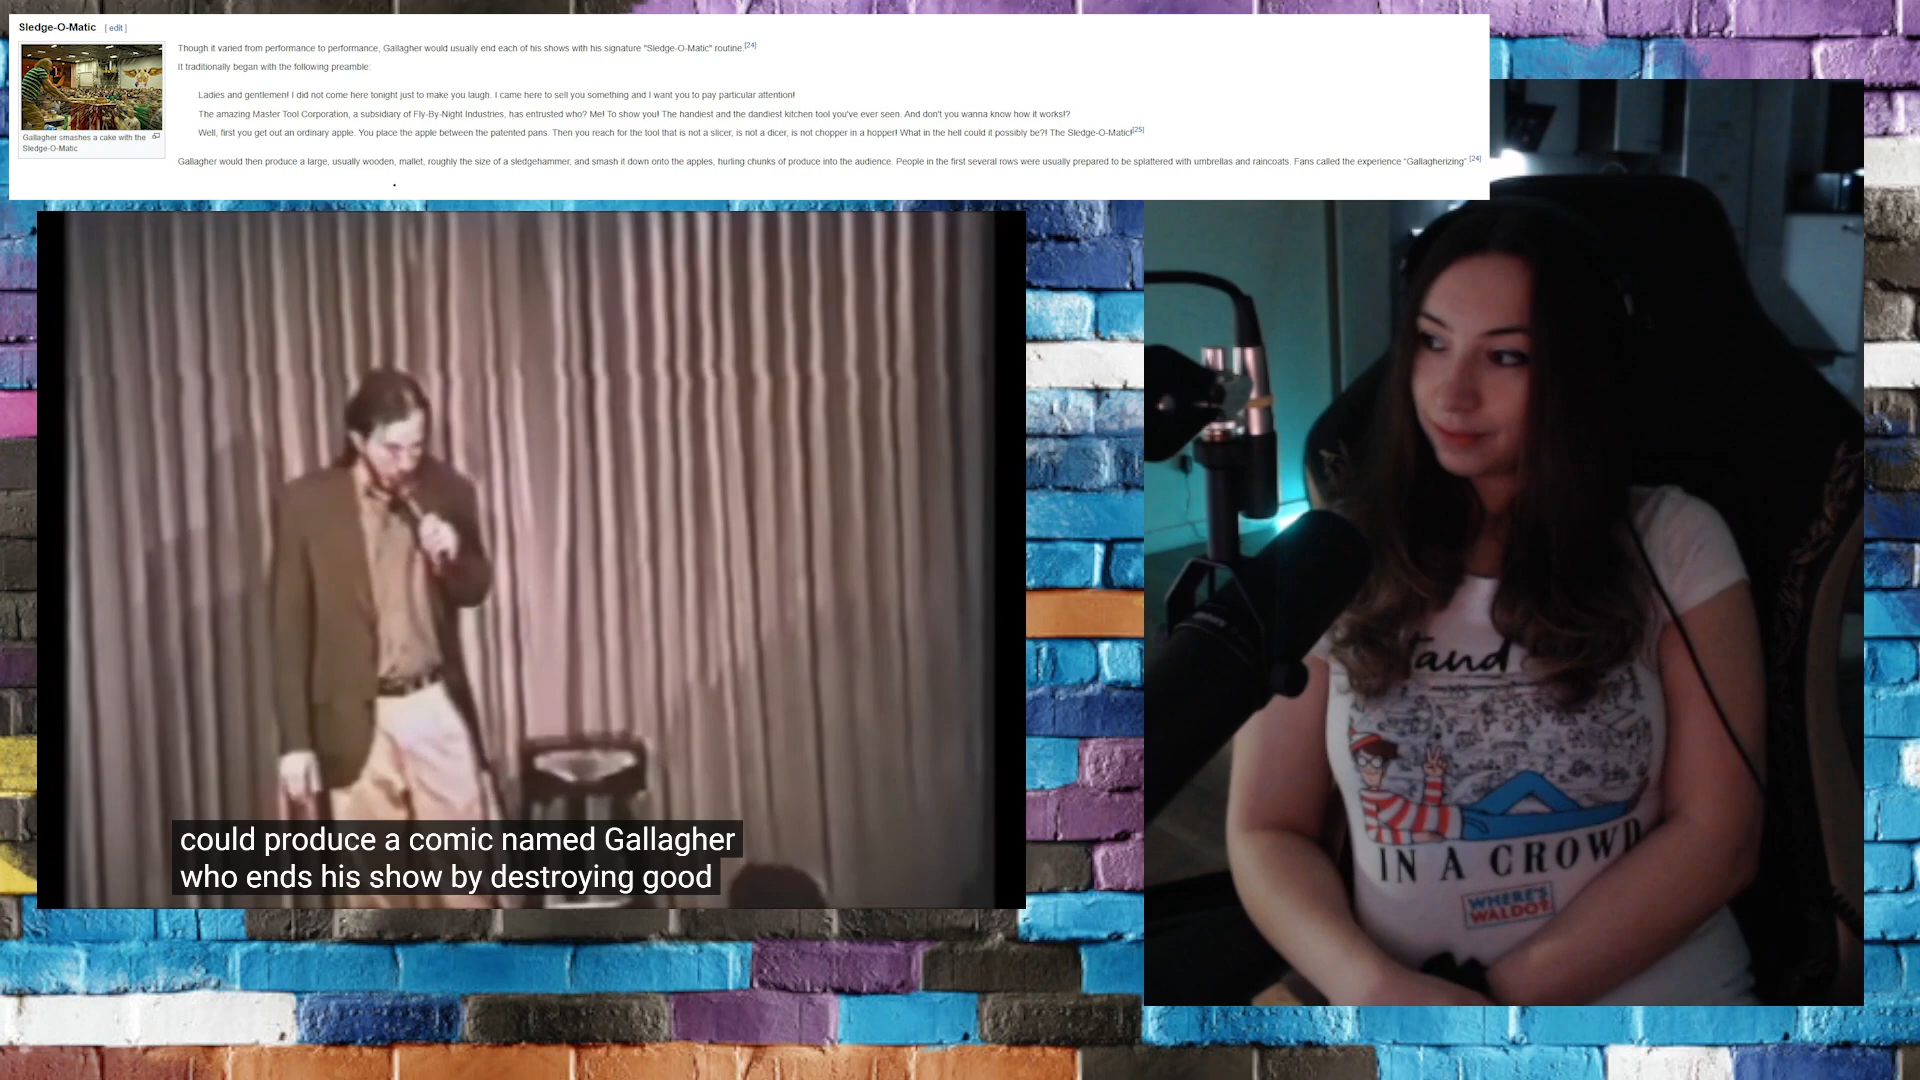 Sledge-O-Matic [ edit ]
Though it varied from performance to performance, Gallagher would usually end each of his shows with his signature "Sledge-O-Matic" routine.[24]
It traditionally began with the following preamble:
Ladies and gentlemen! I did not come here tonight just to make you laugh. I came here to sell you something and I want you to pay particular attention!
The amazing Master Tool Corporation, a subsidiary of Fly-By-Night Industries, has entrusted who? Me! To show you! The handiest and the dandiest kitchen tool you've ever seen. And don't you wanna know how it works!?
Well, first you get out an ordinary apple. You place the apple between the patented pans. Then you reach for the tool that is not a slicer, is not a dicer, is not chopper in a hopper! What in the hell could it possibly be?! The Sledge-O-Matic![25]
Gallagher smashes a cake with the
Sledge-O-Matic
Gallagher would then produce a large, usually wooden, mallet, roughly the size of a sledgehammer, and smash it down onto the apples, hurling chunks of produce into the audience. People in the first several rows were usually prepared to be splattered with umbrellas and raincoats. Fans called the experience "Gallagherizing".[24]
could produce a comic named Gallagher
who ends his show by destroying good
tand
IN A CROWD
WHERE'S
WALDO?